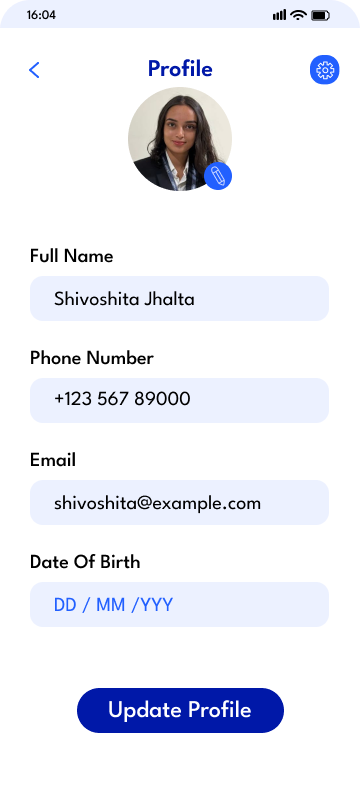 16:04
Profile
Full Name
Shivoshita Jhalta
Phone Number
+123 567 89000
Email
shivoshita@example.com
Date Of Birth
DD / MM /YYY
Update Profile